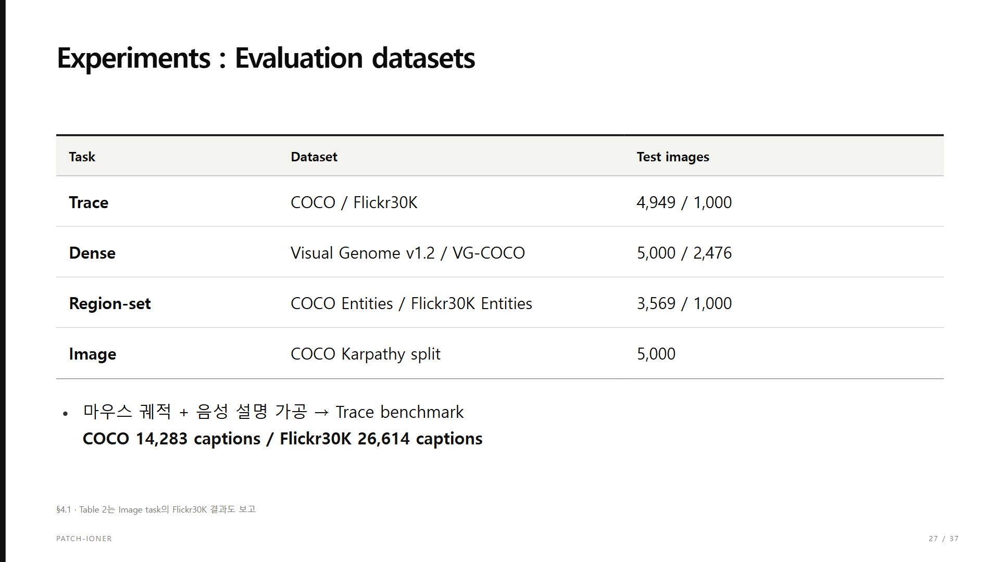 Experiments : Evaluation datasets
Task Dataset Test images
Trace COCO / Flickr30K 4,949 / 1,000
Dense Visual Genome v1.2 / VG-COCO 5,000 / 2,476
Region-set COCO Entities / Flickr30K Entities 3,569 / 1,000
Image COCO Karpathy split 5,000
• 마우스 궤적 + 음성 설명 가공 → Trace benchmark
COCO 14,283 captions / Flickr30K 26,614 captions
§4.1 · Table 2는 Image task의 Flickr30K 결과도 보고
PATCH-IONER 27 / 37